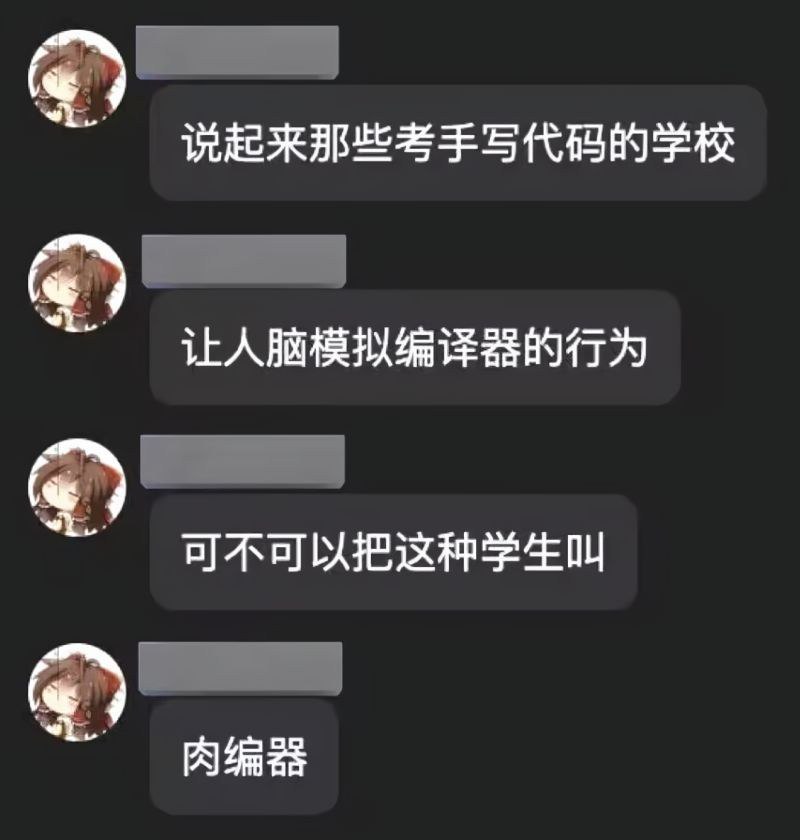 说起来那些考手写代码的学校
让人脑模拟编译器的行为
可不可以把这种学生叫
肉编器